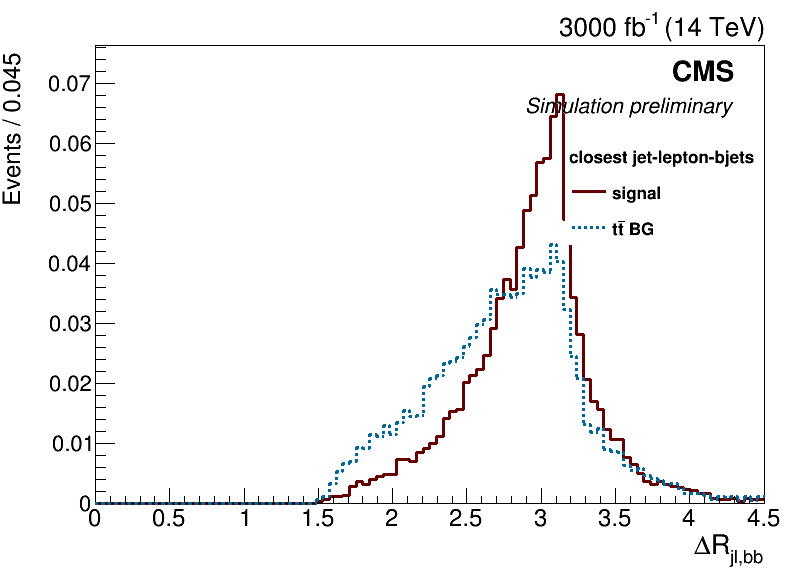 3000 fb-1 (14 TeV)
Events / 0.045
CMS
Simulation preliminary
closest jet-lepton-bjets
signal
tt̄ BG
0.07
0.06
0.05
0.04
0.03
0.02
0.01
0
0 0.5 1 1.5 2 2.5 3 3.5 4 4.5
ΔRjl,bb